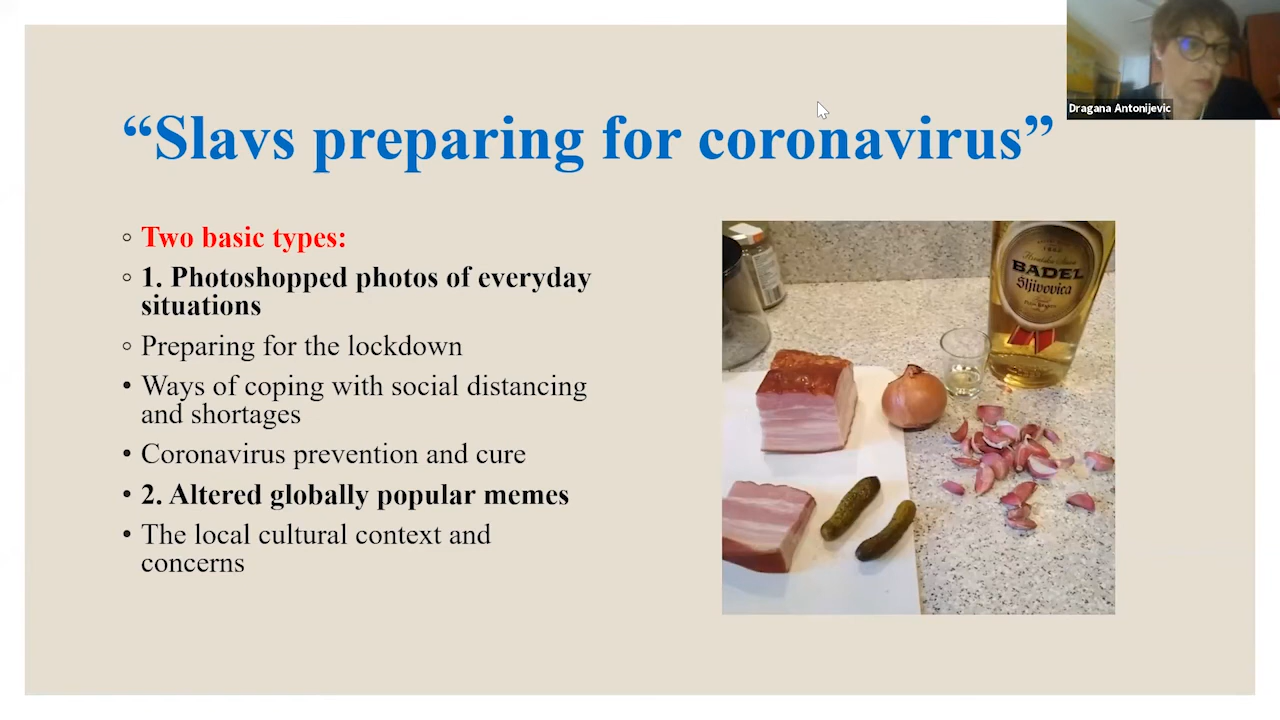 Dragana Antonijevic
“Slavs preparing for coronavirus”
Two basic types:
1. Photoshopped photos of everyday
situations
Preparing for the lockdown
Ways of coping with social distancing
and shortages
Coronavirus prevention and cure
2. Altered globally popular memes
The local cultural context and
concerns
BADEL
Sljivovica